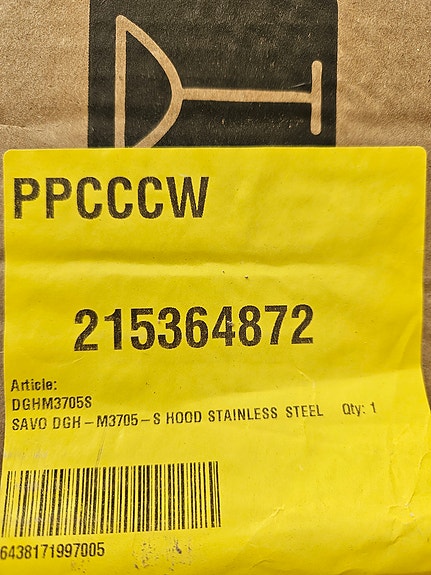 PPCCCW
215364872
Article:
DGHM3705S
SAVO DGH-M3705-S HOOD STAINLESS STEEL Qty: 1
6438171997005